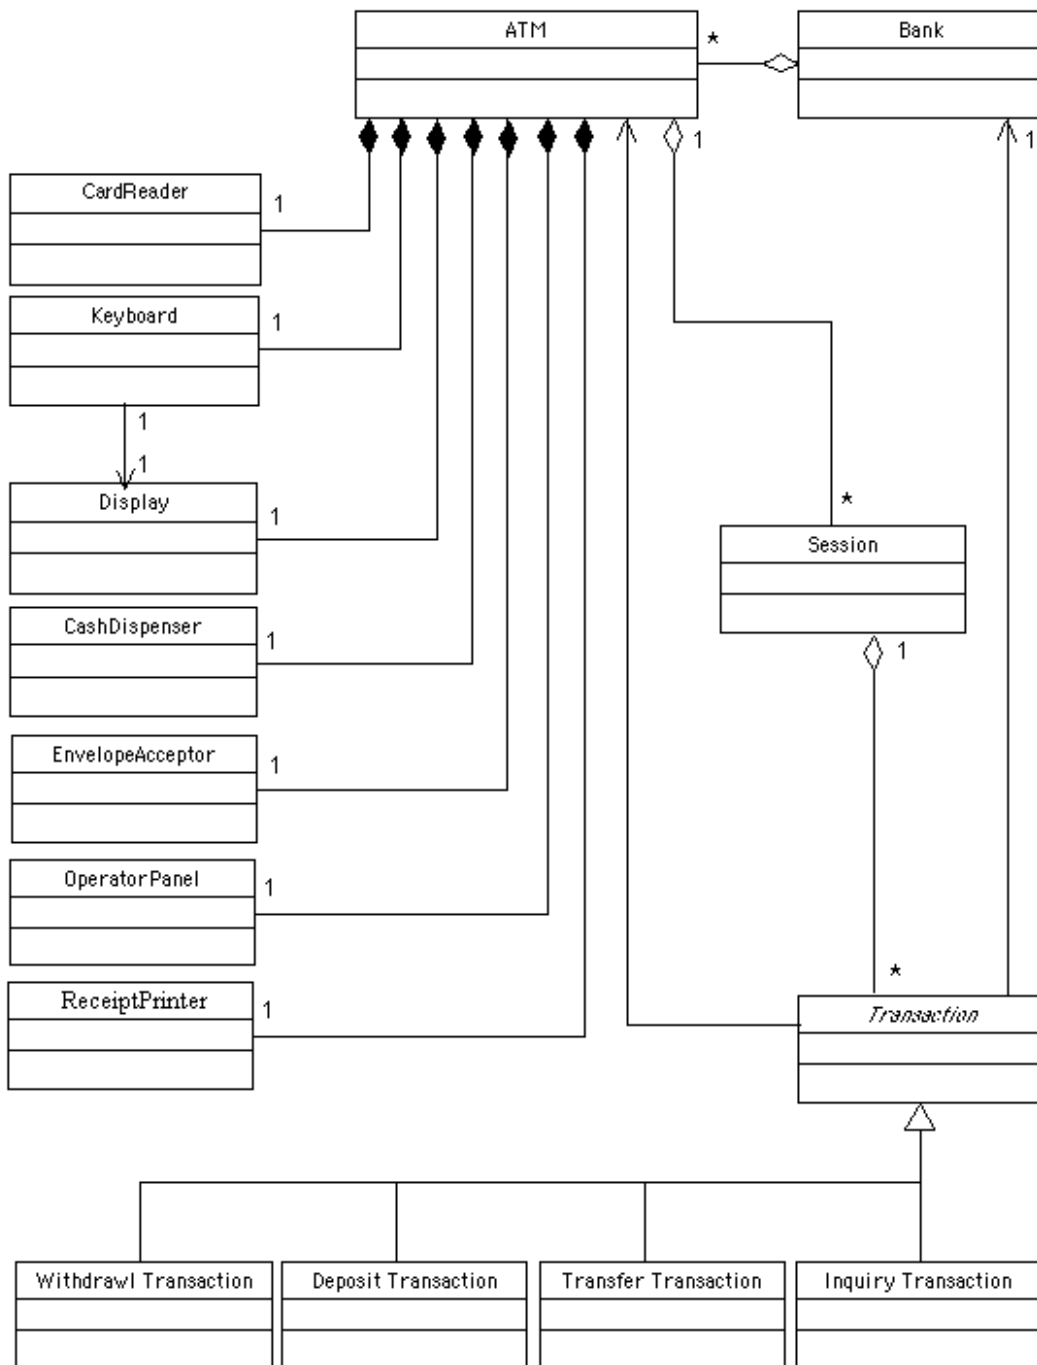 ATM
*
Bank
1
1
CardReader
1
Keyboard
1
1
1
Display
1
*
Session
1
CashDispenser
1
EnvelopeAcceptor
1
OperatorPanel
1
*
ReceiptPrinter
1
Transaction
Withdrawl Transaction
Deposit Transaction
Transfer Transaction
Inquiry Transaction